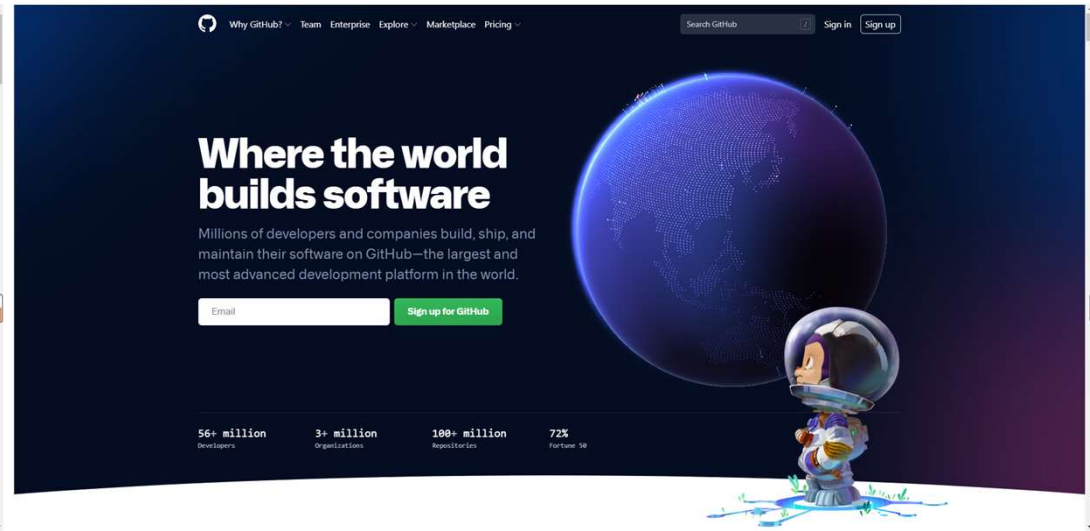 Why GitHub? Team Enterprise Explore Marketplace Pricing Search GitHub / Sign in Sign up
Where the world
builds software
Millions of developers and companies build, ship, and
maintain their software on GitHub—the largest and
most advanced development platform in the world.
Email Sign up for GitHub
56+ million 3+ million 100+ million 72%
Developers Organizations Repositories Fortune 50